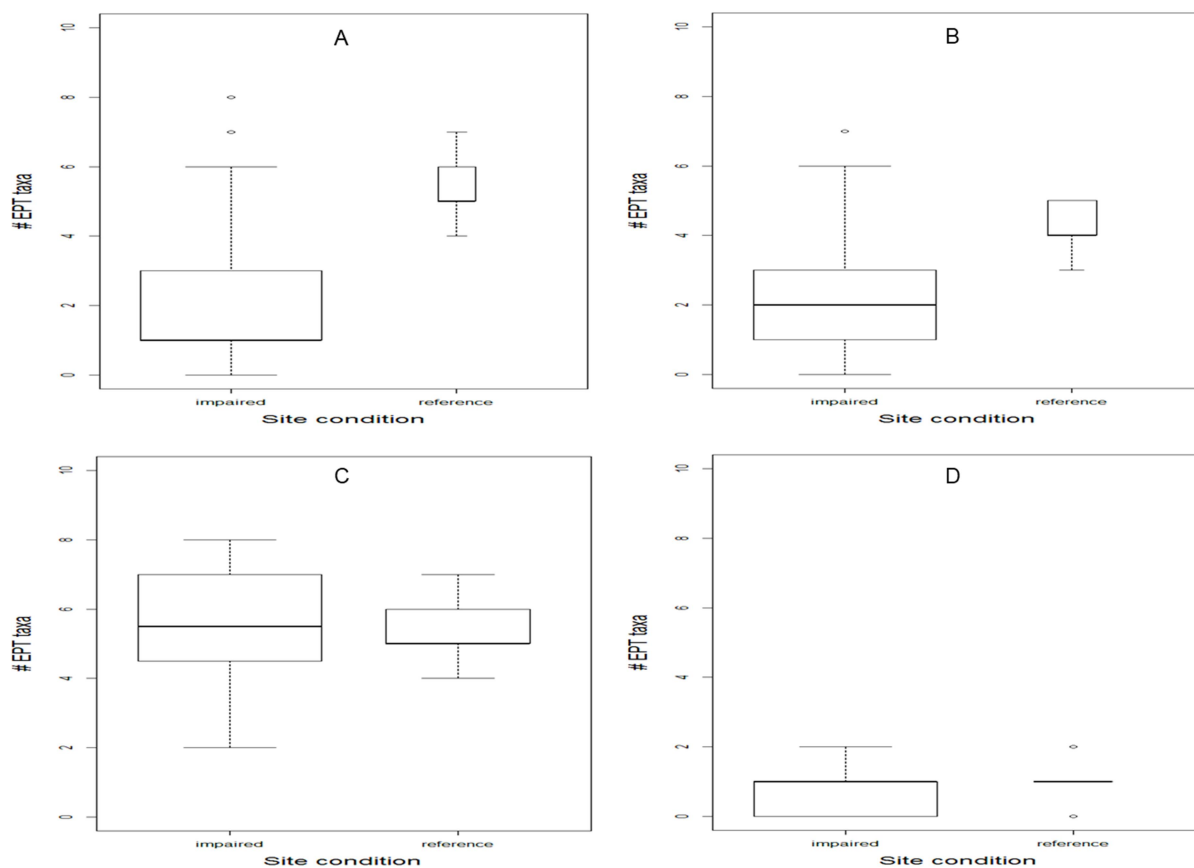 A
10
8
6
4
2
0
# EPT taxa
impaired reference
Site condition
B
10
8
6
4
2
0
# EPT taxa
impaired reference
Site condition
C
10
8
6
4
2
0
# EPT taxa
impaired reference
Site condition
D
10
8
6
4
2
0
# EPT taxa
impaired reference
Site condition